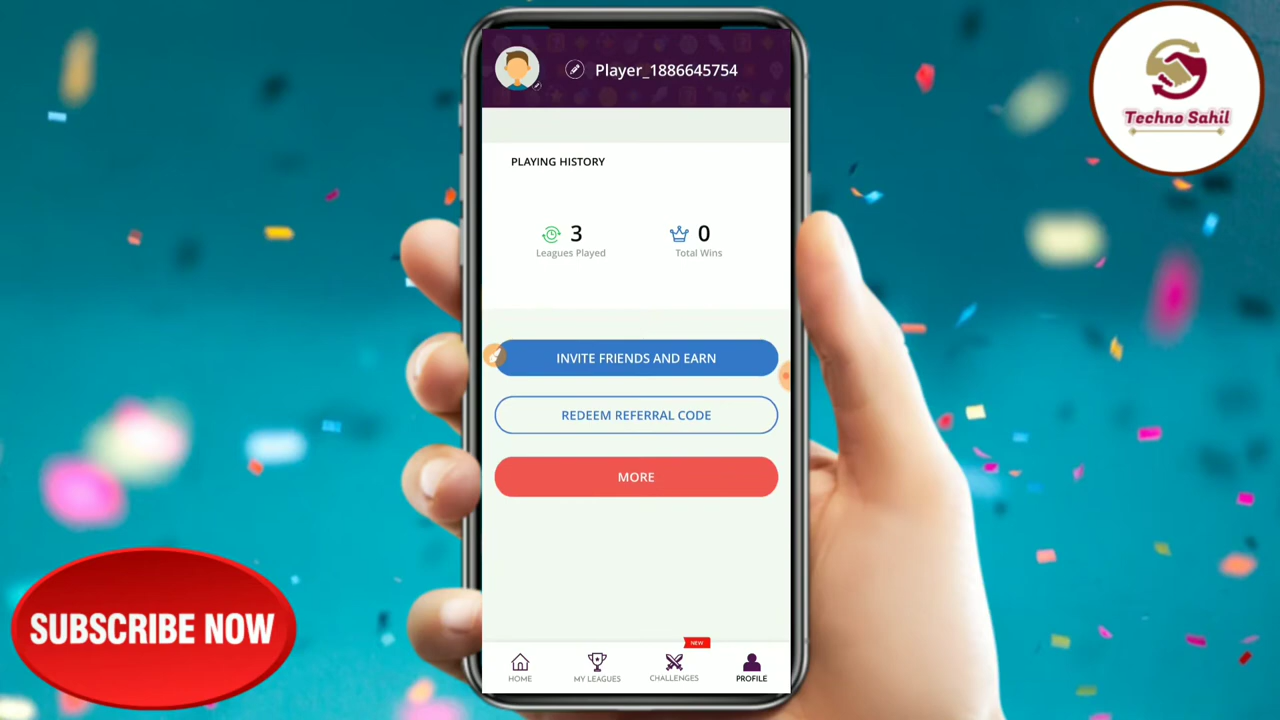 Player_1886645754
Techno Sahil
PLAYING HISTORY
3
Leagues Played
0
Total Wins
INVITE FRIENDS AND EARN
REDEEM REFERRAL CODE
MORE
SUBSCRIBE NOW
NEW
HOME
MY LEAGUES
CHALLENGES
PROFILE